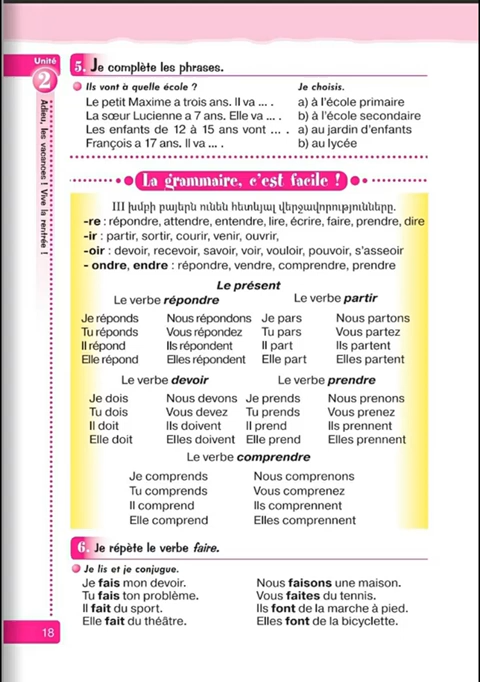 Unité
2
Adieu, les vacances ! Vive la rentrée !
5. Je complète les phrases.
Ils vont à quelle école ? Je choisis.
Le petit Maxime a trois ans. Il va ... . a) à l'école primaire
La sœur Lucienne a 7 ans. Elle va ... . b) à l'école secondaire
Les enfants de 12 à 15 ans vont ... . a) au jardin d'enfants
François a 17 ans. Il va ... . b) au lycée
La grammaire, c'est facile !
III խմբի բայերն ունեն հետևյալ վերջավորությունները.
-re : répondre, attendre, entendre, lire, écrire, faire, prendre, dire
-ir : partir, sortir, courir, venir, ouvrir,
-oir : devoir, recevoir, savoir, voir, vouloir, pouvoir, s'asseoir
- ondre, endre : répondre, vendre, comprendre, prendre
Le présent
Le verbe répondre Le verbe partir
Je réponds Nous répondons Je pars Nous partons
Tu réponds Vous répondez Tu pars Vous partez
Il répond Ils répondent Il part Ils partent
Elle répond Elles répondent Elle part Elles partent
Le verbe devoir Le verbe prendre
Je dois Nous devons Je prends Nous prenons
Tu dois Vous devez Tu prends Vous prenez
Il doit Ils doivent Il prend Ils prennent
Elle doit Elles doivent Elle prend Elles prennent
Le verbe comprendre
Je comprends Nous comprenons
Tu comprends Vous comprenez
Il comprend Ils comprennent
Elle comprend Elles comprennent
6. Je répète le verbe faire.
Je lis et je conjugue.
Je fais mon devoir. Nous faisons une maison.
Tu fais ton problème. Vous faites du tennis.
Il fait du sport. Ils font de la marche à pied.
Elle fait du théâtre. Elles font de la bicyclette.
18